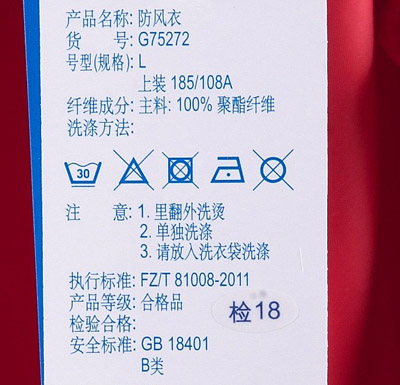 产品名称: 防风衣
货 号: G75272
号型(规格): L
上装 185/108A
纤维成分: 主料: 100% 聚酯纤维
洗涤方法:
30
注 意: 1. 里翻外洗烫
2. 单独洗涤
3. 请放入洗衣袋洗涤
执行标准: FZ/T 81008-2011
产品等级: 合格品
检验合格:
检18
安全标准: GB 18401
B类